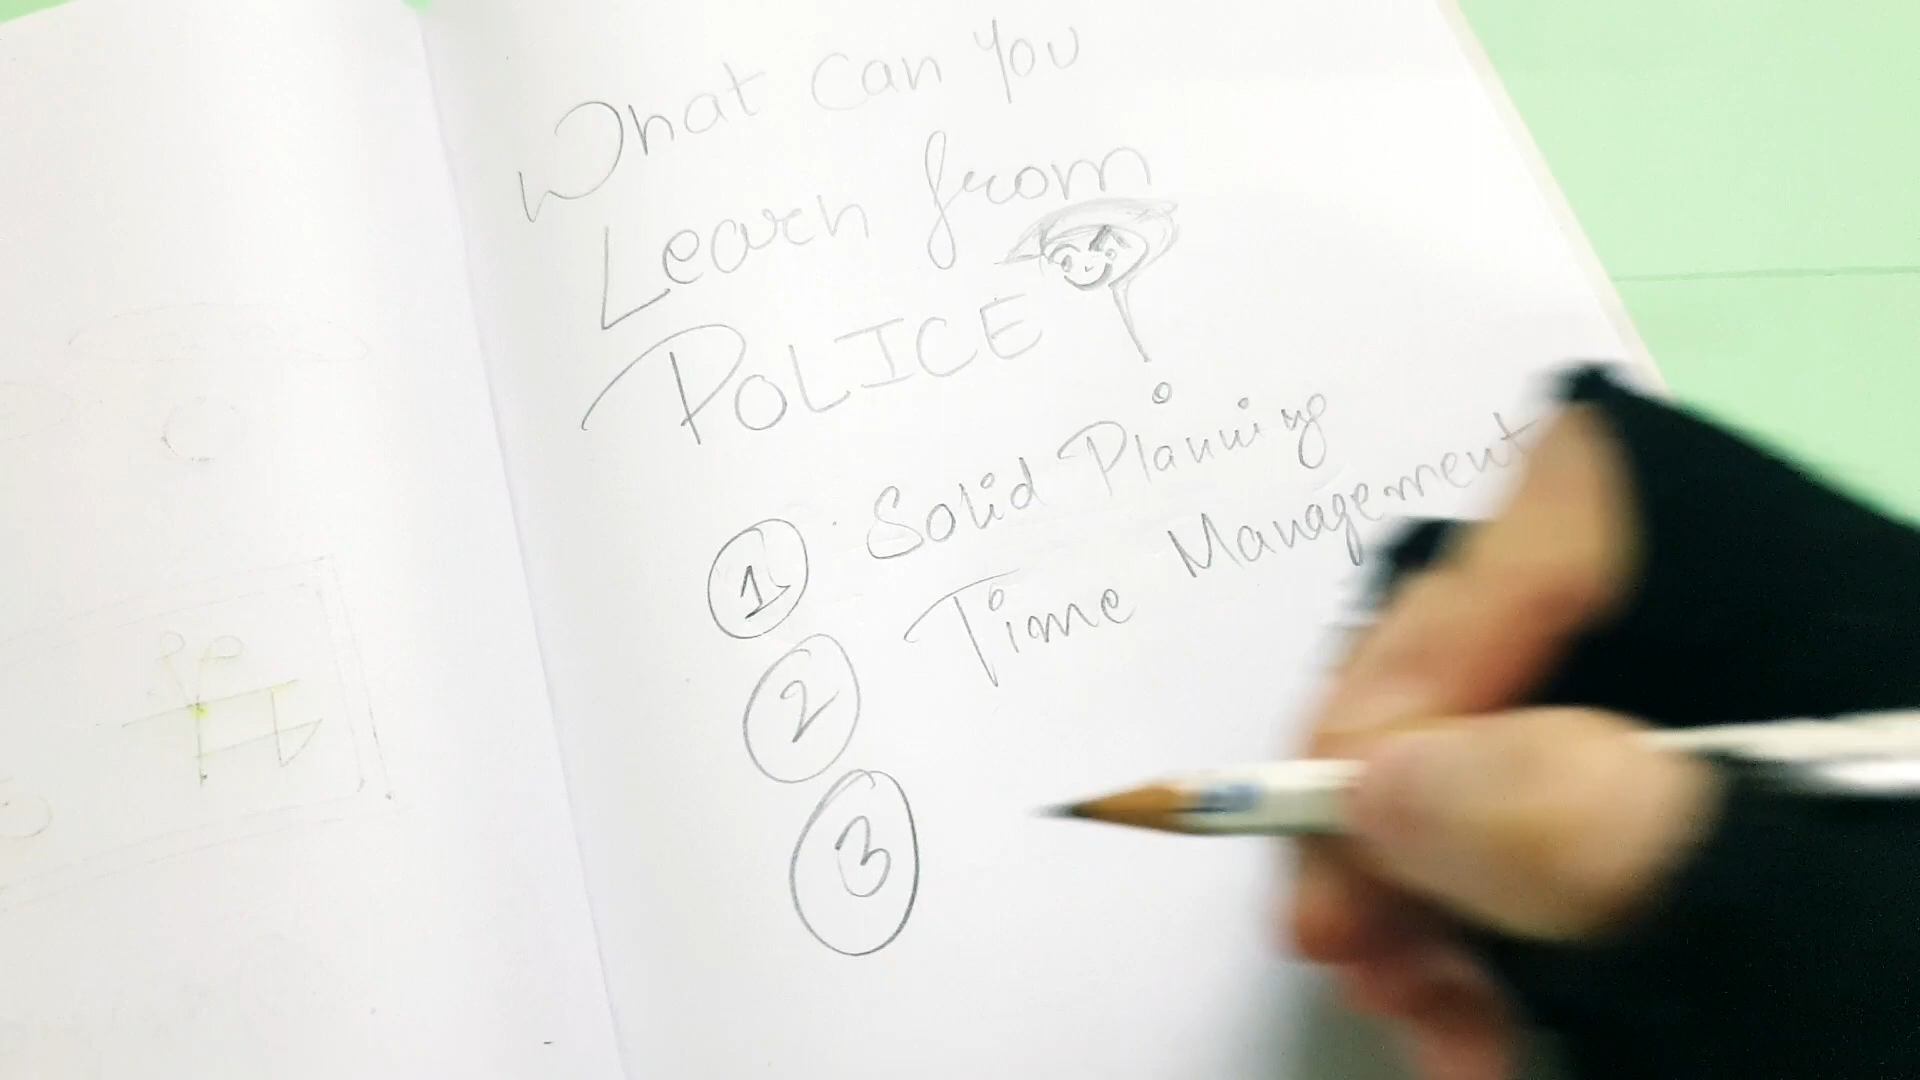 What Can You
Learn from
POLICE?
1 Solid Planning
2 Time Management
3